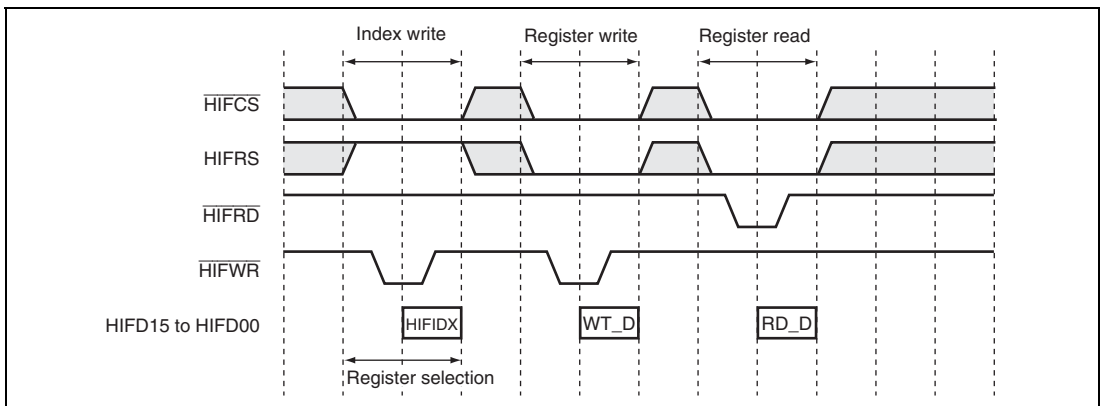 Index write Register write Register read
HIFCS
HIFRS
HIFRD
HIFWR
HIFD15 to HIFD00 HIFIDX WT_D RD_D
Register selection